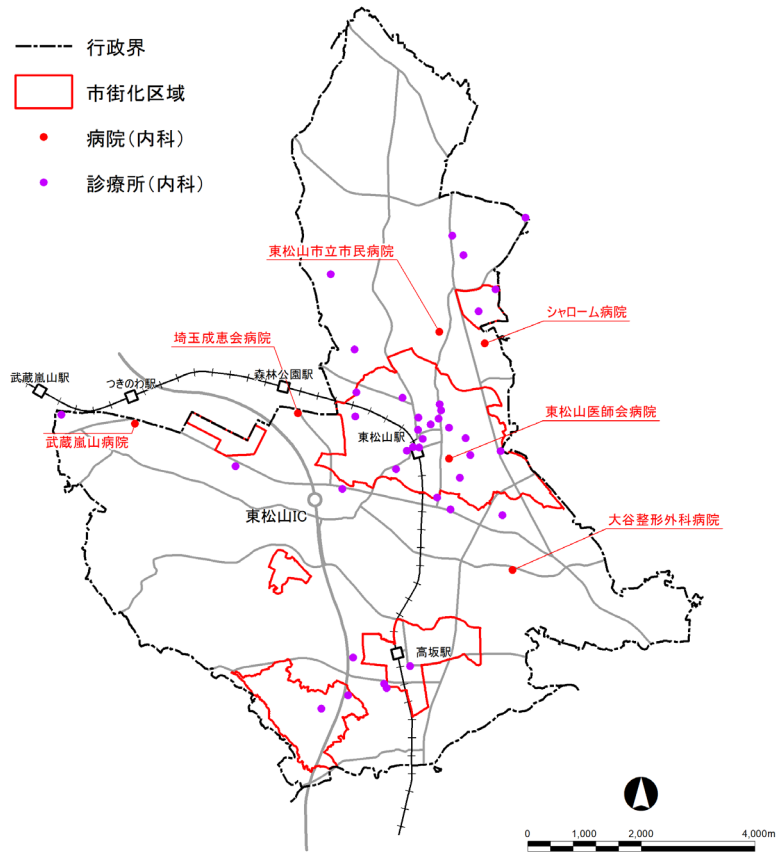 行政界
市街化区域
病院（内科）
診療所（内科）
東松山市立市民病院
シャローム病院
埼玉成恵会病院
森林公園駅
武蔵嵐山駅
つきのわ駅
東松山医師会病院
武蔵嵐山病院
東松山駅
東松山IC
大谷整形外科病院
高坂駅
0 1,000 2,000 4,000m